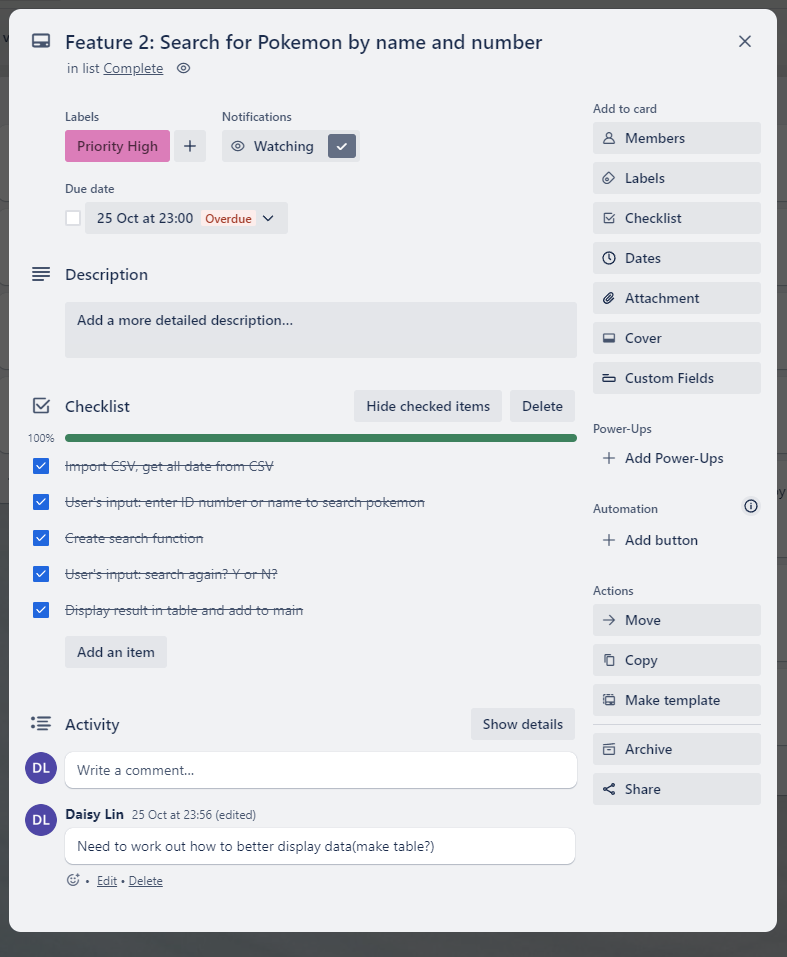 Feature 2: Search for Pokemon by name and number
in list Complete
Labels
Notifications
Priority High
Watching
Due date
25 Oct at 23:00 Overdue
Description
Add a more detailed description...
Checklist
Hide checked items
Delete
100%
Import CSV, get all date from CSV
User's input: enter ID number or name to search pokemon
Create search function
User's input: search again? Y or N?
Display result in table and add to main
Add an item
Activity
Show details
DL
Write a comment...
DL
Daisy Lin 25 Oct at 23:56 (edited)
Need to work out how to better display data(make table?)
• Edit • Delete
Add to card
Members
Labels
Checklist
Dates
Attachment
Cover
Custom Fields
Power-Ups
+ Add Power-Ups
Automation
+ Add button
Actions
Move
Copy
Make template
Archive
Share